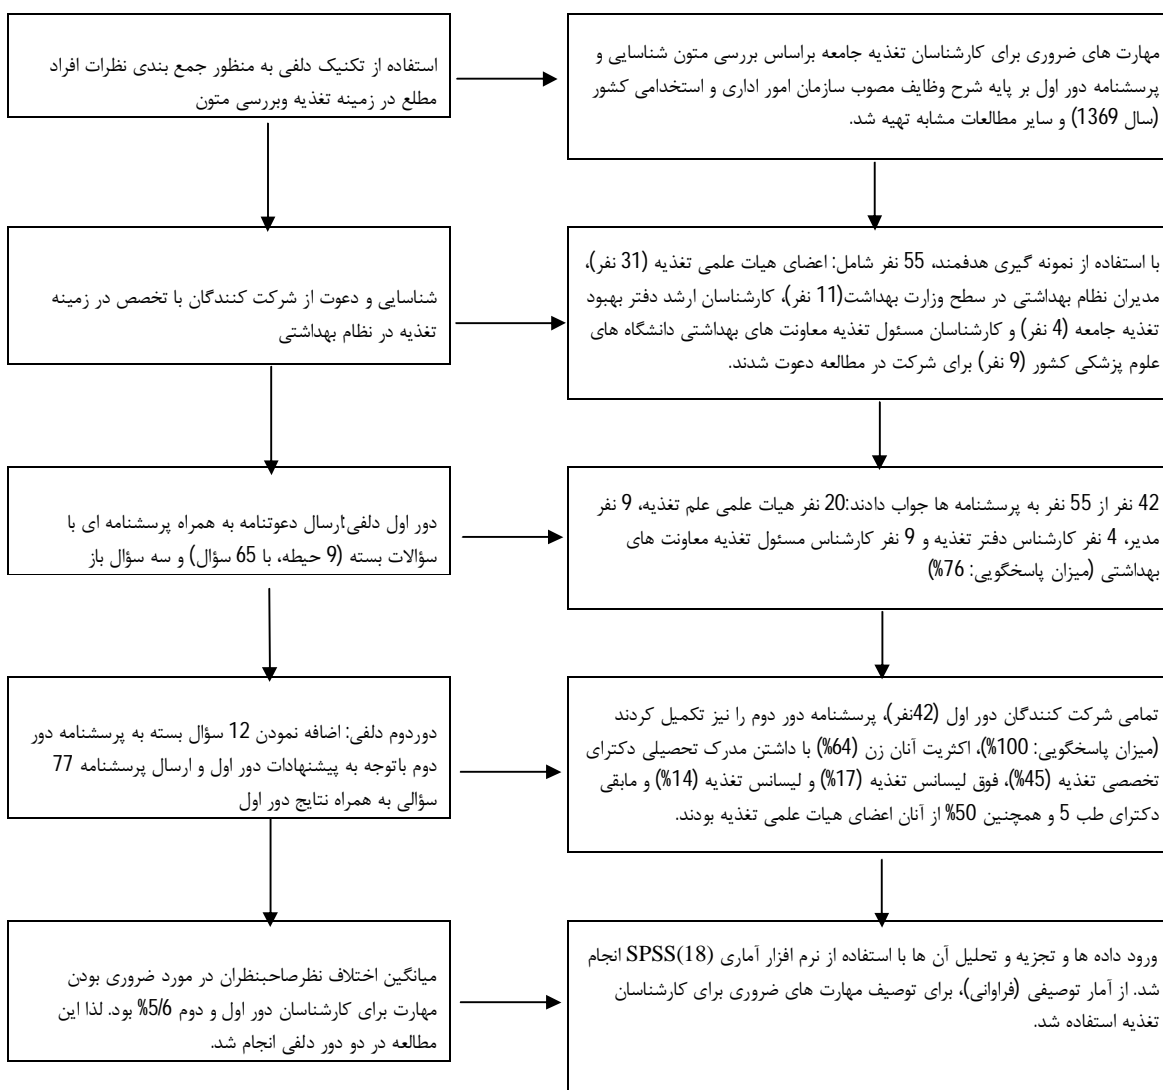 استفاده از تکنیک دلفی به منظور جمع بندی نظرات افراد
مطلع در زمینه تغذیه وبررسی متون
مهارت های ضروری برای کارشناسان تغذیه جامعه براساس بررسی متون شناسایی و
پرسشنامه دور اول بر پایه شرح وظایف مصوب سازمان امور اداری و استخدامی کشور
(سال 1369) و سایر مطالعات مشابه تهیه شد.
شناسایی و دعوت از شرکت کنندگان با تخصص در زمینه
تغذیه در نظام بهداشتی
با استفاده از نمونه گیری هدفمند، 55 نفر شامل: اعضای هیات علمی تغذیه (31 نفر)،
مدیران نظام بهداشتی در سطح وزارت بهداشت(11 نفر)، کارشناسان ارشد دفتر بهبود
تغذیه جامعه (4 نفر) و کارشناسان مسئول تغذیه معاونت های بهداشتی دانشگاه های
علوم پزشکی کشور (9 نفر) برای شرکت در مطالعه دعوت شدند.
دور اول دلفی:ارسال دعوتنامه به همراه پرسشنامه ای با
سؤالات بسته (9 حیطه، با 65 سؤال) و سه سؤال باز
42 نفر از 55 نفر به پرسشنامه ها جواب دادند:20 نفر هیات علمی علم تغذیه، 9 نفر
مدیر، 4 نفر کارشناس دفتر تغذیه و 9 نفر کارشناس مسئول تغذیه معاونت های
بهداشتی (میزان پاسخگویی: 76%)
دوردوم دلفی: اضافه نمودن 12 سؤال بسته به پرسشنامه دور
دوم باتوجه به پیشنهادات دور اول و ارسال پرسشنامه 77
سؤالی به همراه نتایج دور اول
تمامی شرکت کنندگان دور اول (42نفر)، پرسشنامه دور دوم را نیز تکمیل کردند
(میزان پاسخگویی: 100%)، اکثریت آنان زن (64%) با داشتن مدرک تحصیلی دکترای
تخصصی تغذیه (45%)، فوق لیسانس تغذیه (17%) و لیسانس تغذیه (14%) و مابقی
دکترای طب 5 و همچنین 50% از آنان اعضای هیات علمی تغذیه بودند.
میانگین اختلاف نظرصاحبنظران در مورد ضروری بودن
مهارت برای کارشناسان دور اول و دوم 5/6% بود. لذا این
مطالعه در دو دور دلفی انجام شد.
ورود داده ها و تجزیه و تحلیل آن ها با استفاده از نرم افزار آماری SPSS(18) انجام
شد. از آمار توصیفی (فراوانی)، برای توصیف مهارت های ضروری برای کارشناسان
تغذیه استفاده شد.